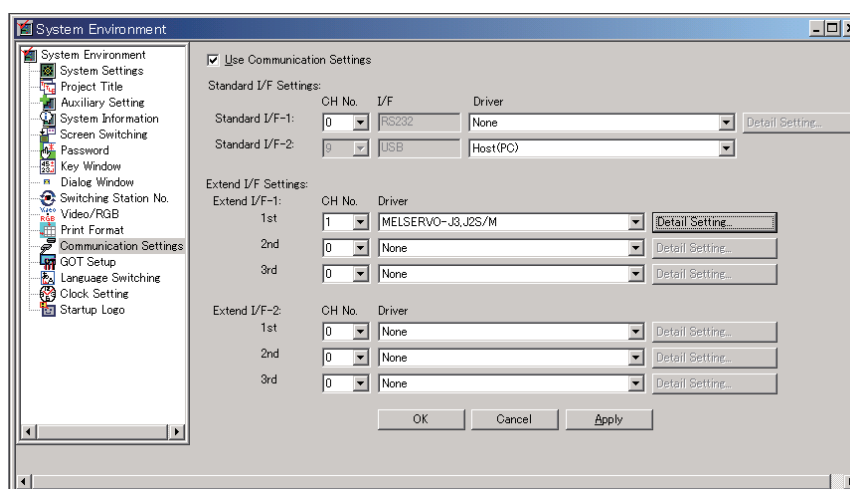 System Environment
System Environment
System Settings
Project Title
Auxiliary Setting
System Information
Screen Switching
Password
Key Window
Dialog Window
Switching Station No.
Video/RGB
Print Format
Communication Settings
GOT Setup
Language Switching
Clock Setting
Startup Logo
Use Communication Settings
Standard I/F Settings:
CH No. I/F Driver
Standard I/F-1: 0 RS232 None Detail Setting...
Standard I/F-2: 9 USB Host(PC)
Extend I/F Settings:
Extend I/F-1: CH No. Driver
1st 1 MELSERVO-J3,J2S/M Detail Setting...
2nd 0 None Detail Setting...
3rd 0 None Detail Setting...
Extend I/F-2: CH No. Driver
1st 0 None Detail Setting...
2nd 0 None Detail Setting...
3rd 0 None Detail Setting...
OK Cancel Apply